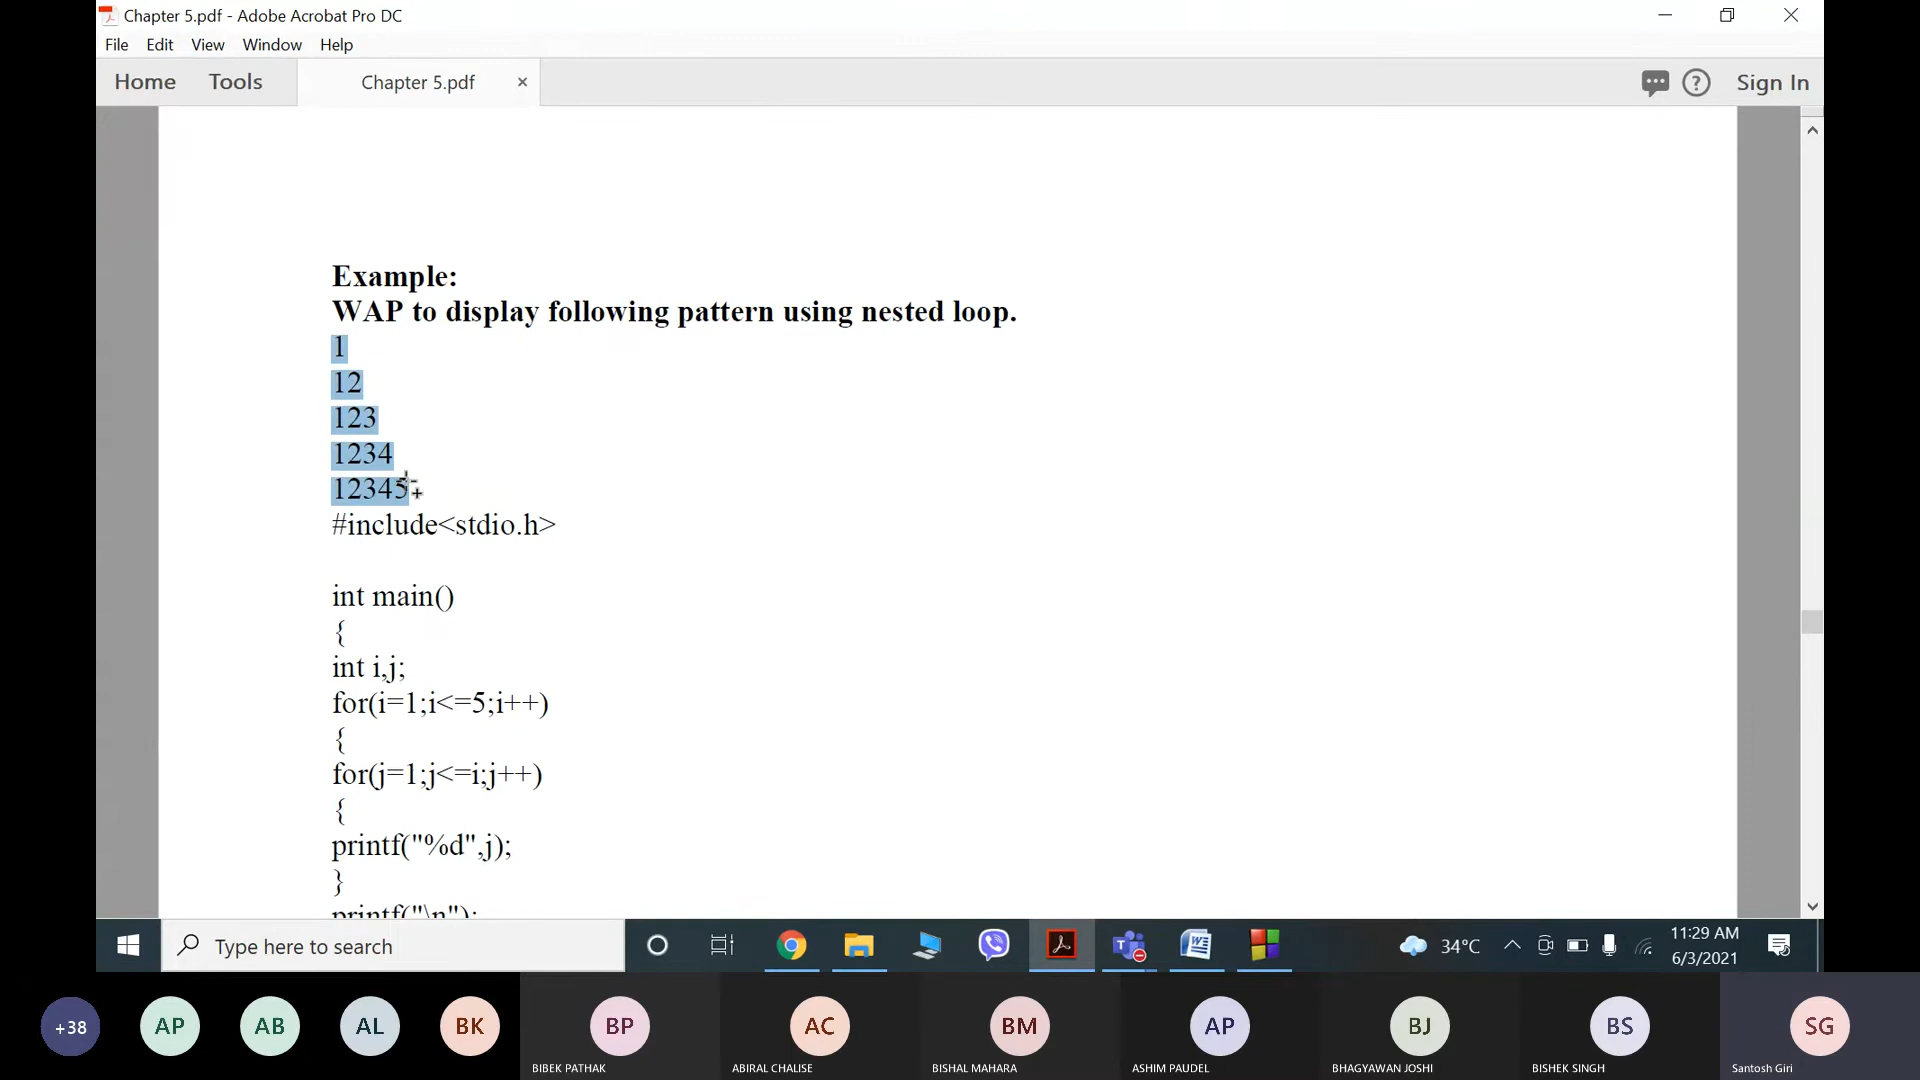 Chapter 5.pdf - Adobe Acrobat Pro DC
File Edit View Window Help
Home Tools Chapter 5.pdf × Sign In
Example:
WAP to display following pattern using nested loop.
1
12
123
1234
12345
#include<stdio.h>
int main()
{
int i,j;
for(i=1;i<=5;i++)
{
for(j=1;j<=i;j++)
{
printf("%d",j);
}
printf("\n");
Type here to search
34°C
11:29 AM
6/3/2021
+38 AP AB AL BK BP AC BM AP BJ BS SG
BIBEK PATHAK ABIRAL CHALISE BISHAL MAHARA ASHIM PAUDEL BHAGYAWAN JOSHI BISHEK SINGH Santosh Giri